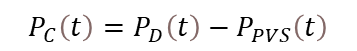 P_C(t) = P_D(t) − P_PVS(t)